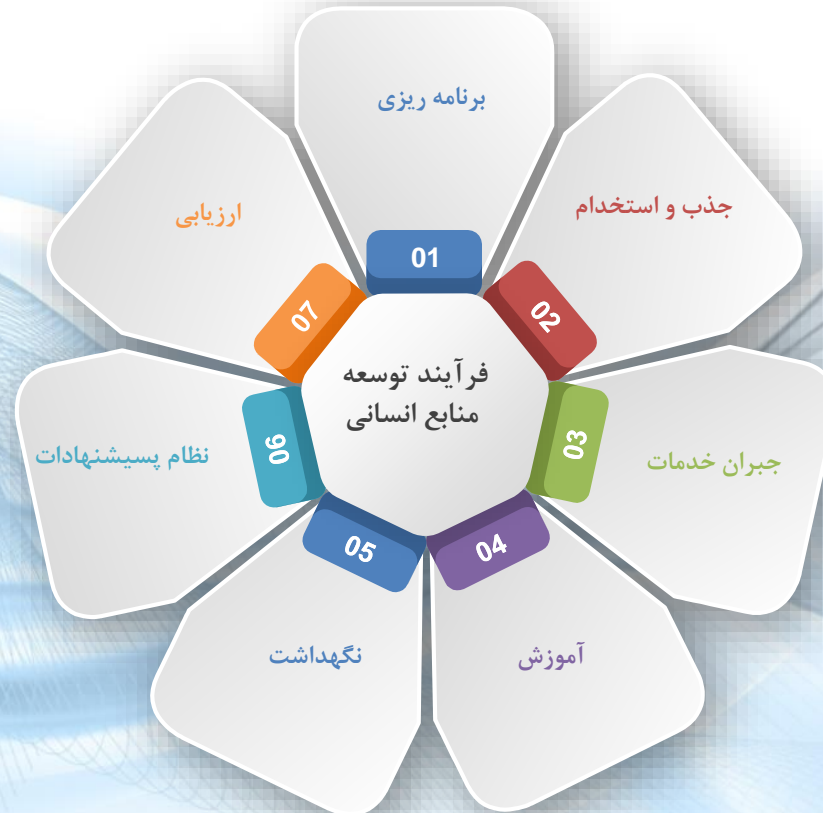 فرآیند توسعه
منابع انسانی
01
برنامه ریزی
02
جذب و استخدام
03
جبران خدمات
04
آموزش
05
نگهداشت
06
نظام پسیشنهادات
07
ارزیابی